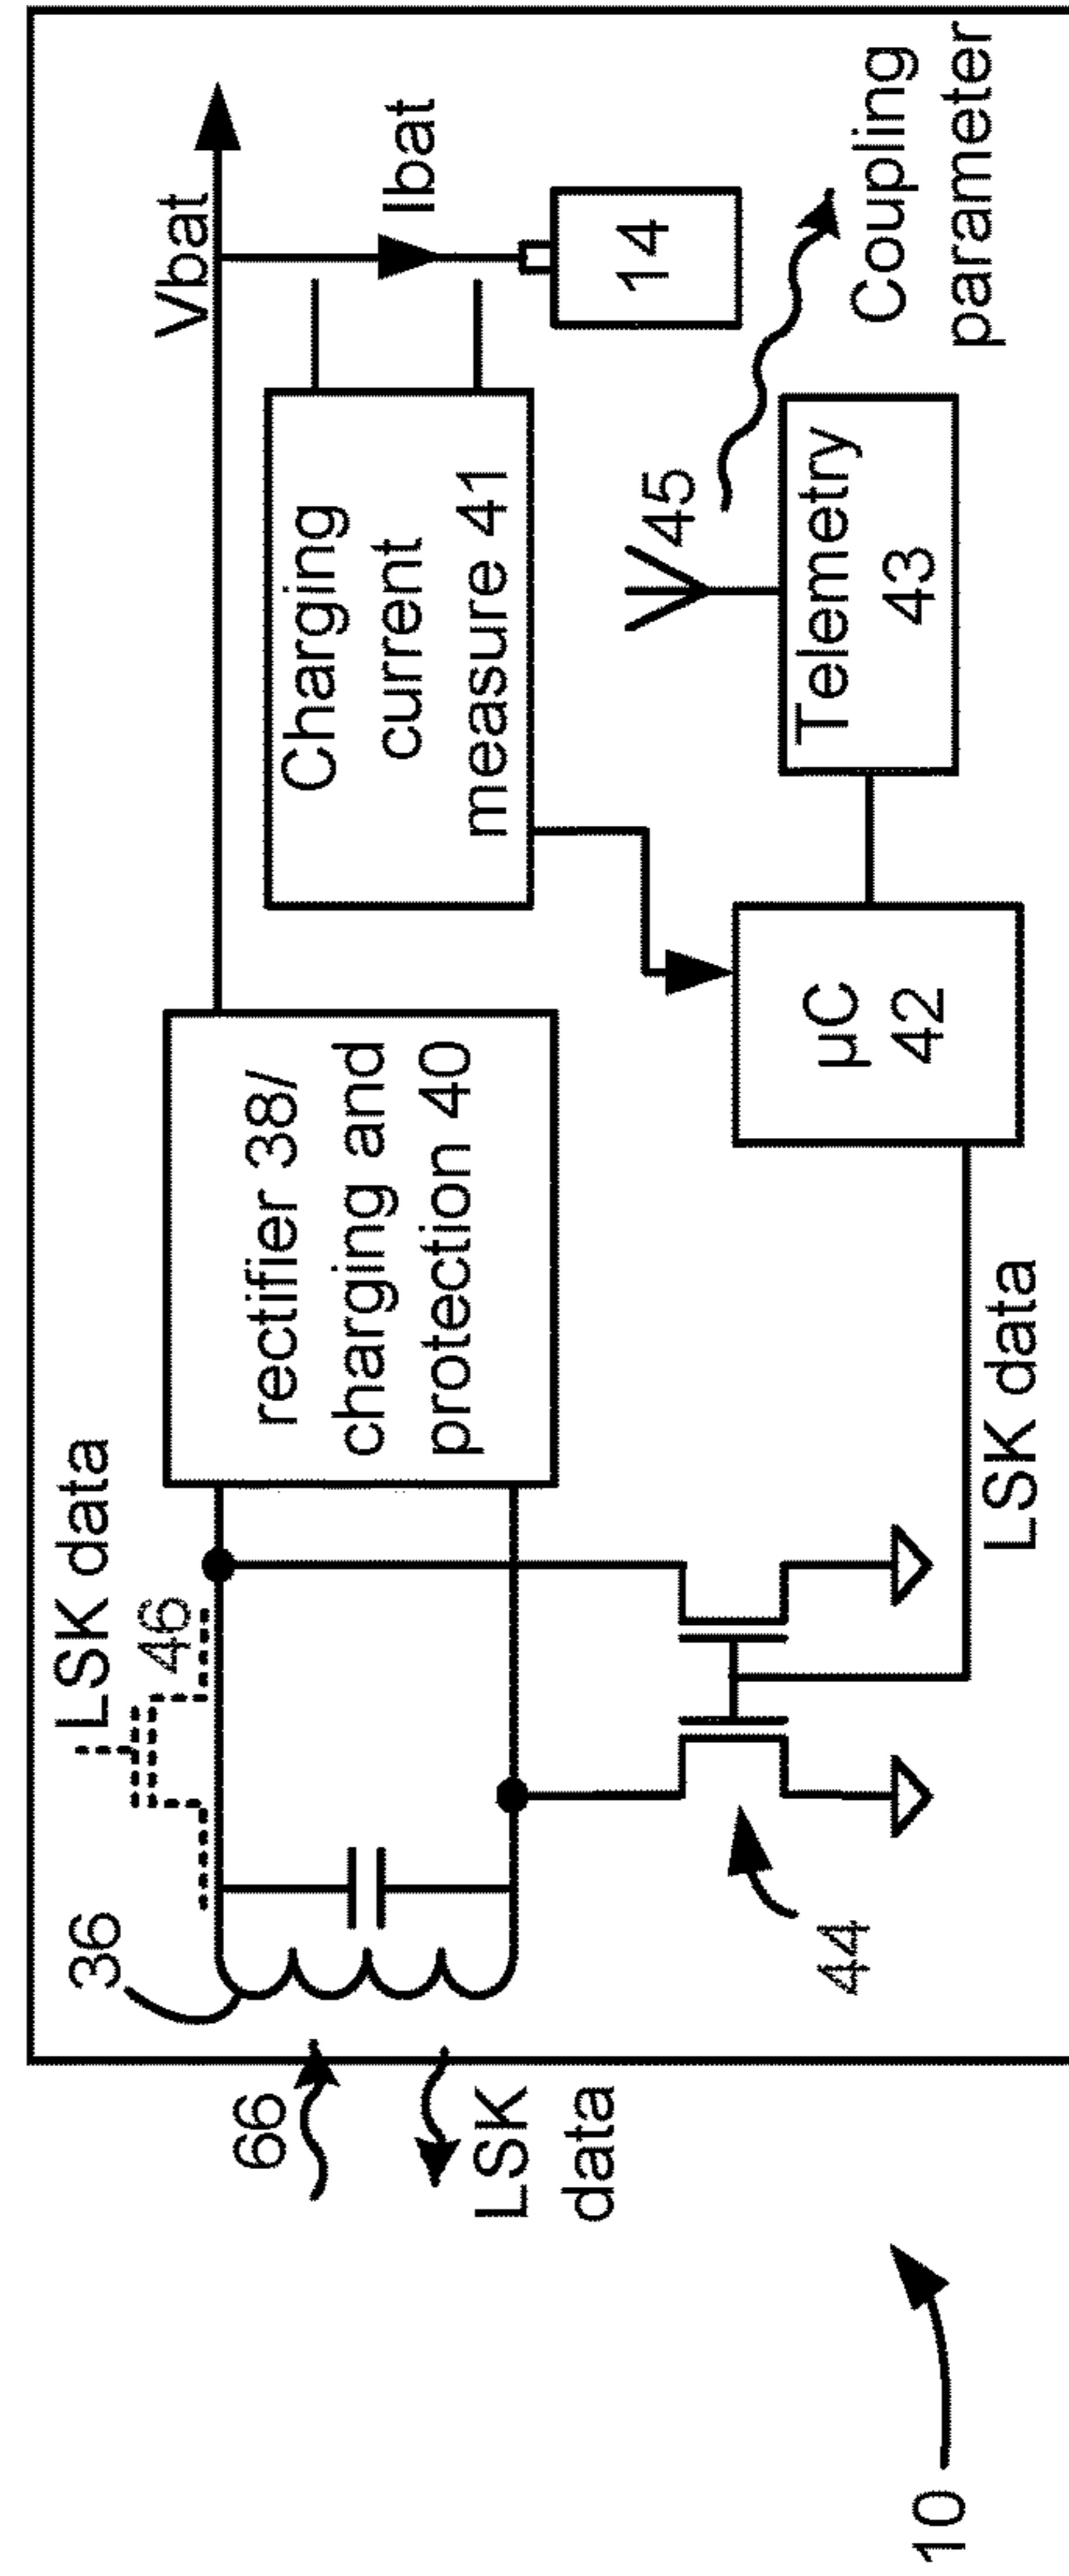 LSK data
46
36
66
LSK
data
rectifier 38/
charging and
protection 40
Vbat
Ibat
14
Charging
current
measure 41
45
Coupling
parameter
Telemetry
43
µC
42
LSK data
44
10